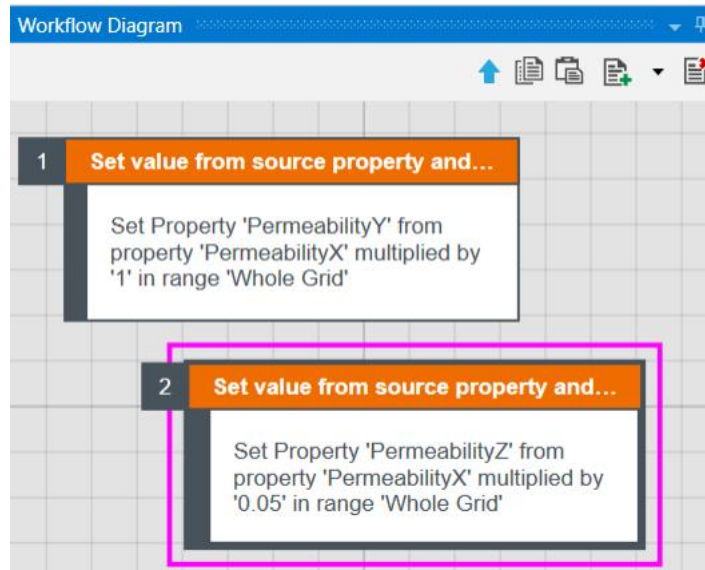 Workflow Diagram
1
Set value from source property and...
Set Property 'PermeabilityY' from
property 'PermeabilityX' multiplied by
'1' in range 'Whole Grid'
2
Set value from source property and...
Set Property 'PermeabilityZ' from
property 'PermeabilityX' multiplied by
'0.05' in range 'Whole Grid'